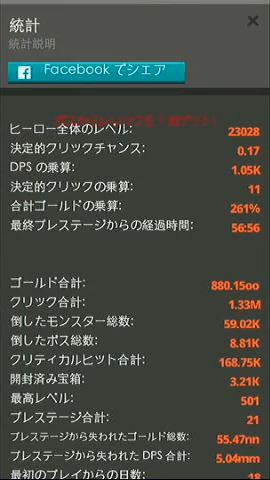 統計
統計説明
Facebook でシェア
ヒーロー全体のレベル: 23028
決定的クリックチャンス: 0.17
DPS の乗算: 1.05K
決定的クリックの乗算: 11
合計ゴールドの乗算: 261%
最終プレステージからの経過時間: 56:56
ゴールド合計: 880.15oo
クリック合計: 1.33M
倒したモンスター総数: 59.02K
倒したボス総数: 8.81K
クリティカルヒット合計: 168.75K
開封済み宝箱: 3.21K
最高レベル: 501
プレステージ合計: 21
プレステージから失われたゴールド総数: 55.47nn
プレステージから失われた DPS 合計: 5.04mm
最初のプレイからの日数: 18